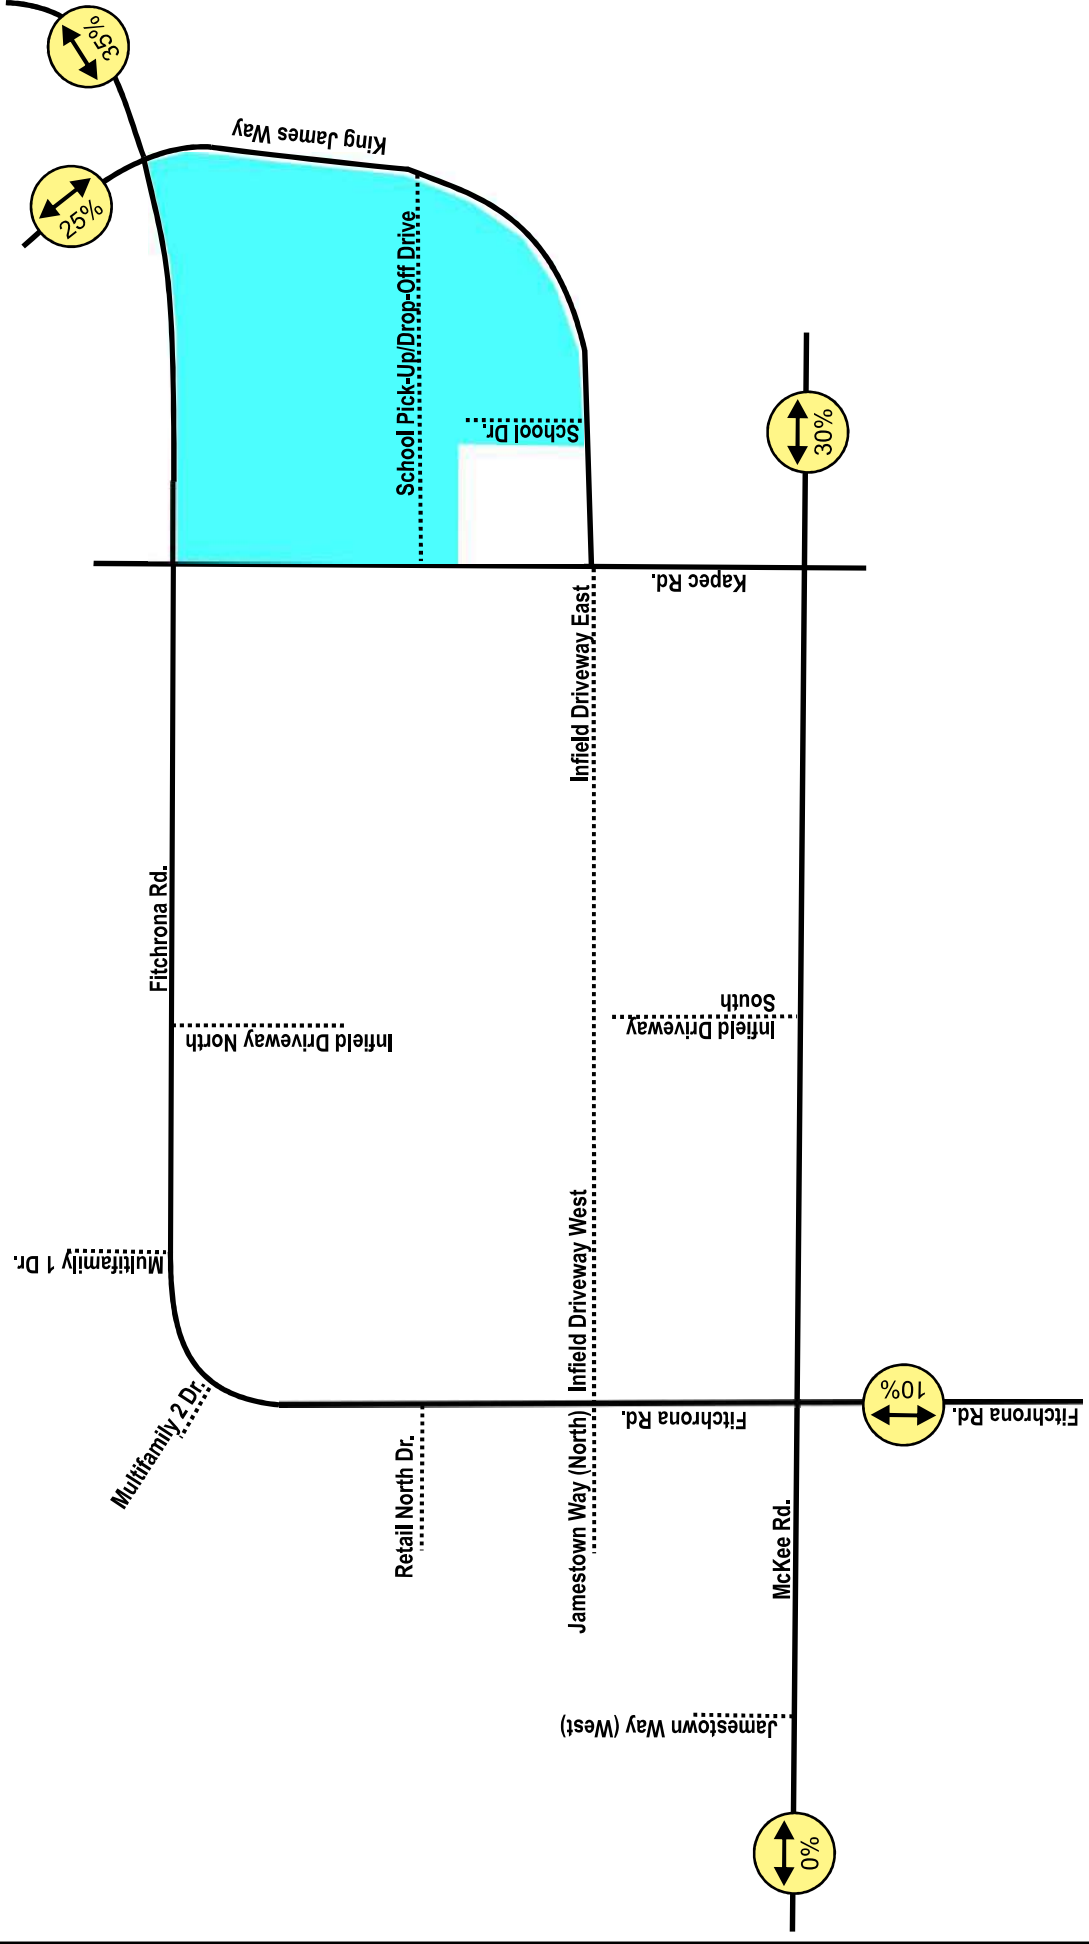 35%
King James Way
25%
School Pick-Up/Drop-Off Drive
School Dr.
30%
Kapec Rd.
Infield Driveway East
Fitchrona Rd.
Infield Driveway
South
Infield Driveway North
Multifamily 1 Dr.
Infield Driveway West
Multifamily 2 Dr.
10%
Fitchrona Rd.
Fitchrona Rd.
Retail North Dr.
Jamestown Way (North)
McKee Rd.
Jamestown Way (West)
0%